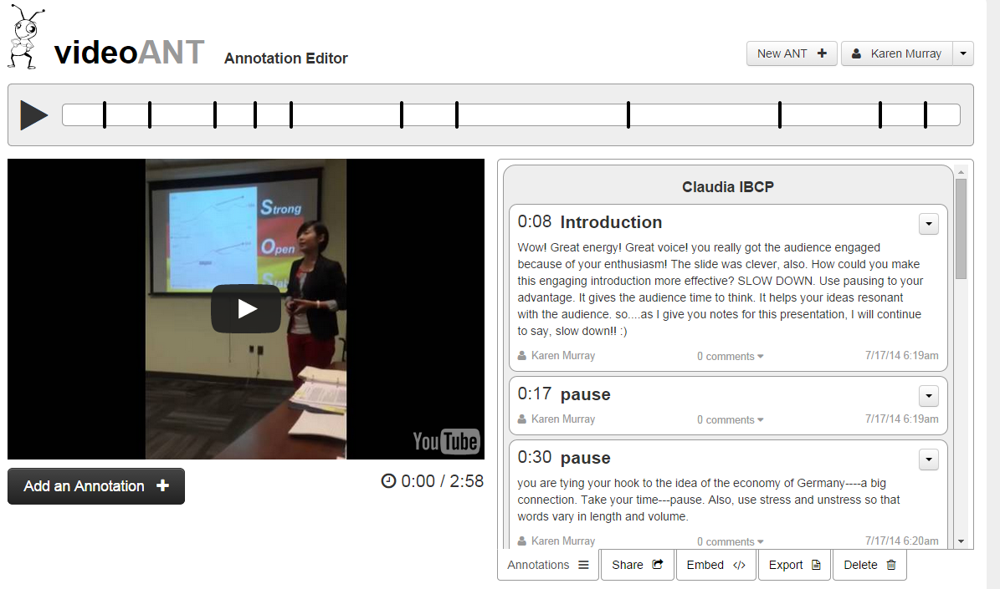 videoANT Annotation Editor
New ANT
Karen Murray
Strong
Open
YouTube
Add an Annotation
0:00 / 2:58
Claudia IBCP
0:08 Introduction
Wow! Great energy! Great voice! you really got the audience engaged
because of your enthusiasm! The slide was clever, also. How could you make
this engaging introduction more effective? SLOW DOWN. Use pausing to your
advantage. It gives the audience time to think. It helps your ideas resonant
with the audience. so....as I give you notes for this presentation, I will continue
to say, slow down!! :)
Karen Murray 0 comments 7/17/14 6:19am
0:17 pause
Karen Murray 0 comments 7/17/14 6:19am
0:30 pause
you are tying your hook to the idea of the economy of Germany----a big
connection. Take your time---pause. Also, use stress and unstress so that
words vary in length and volume.
Karen Murray 0 comments 7/17/14 6:20am
Annotations
Share
Embed </>
Export
Delete